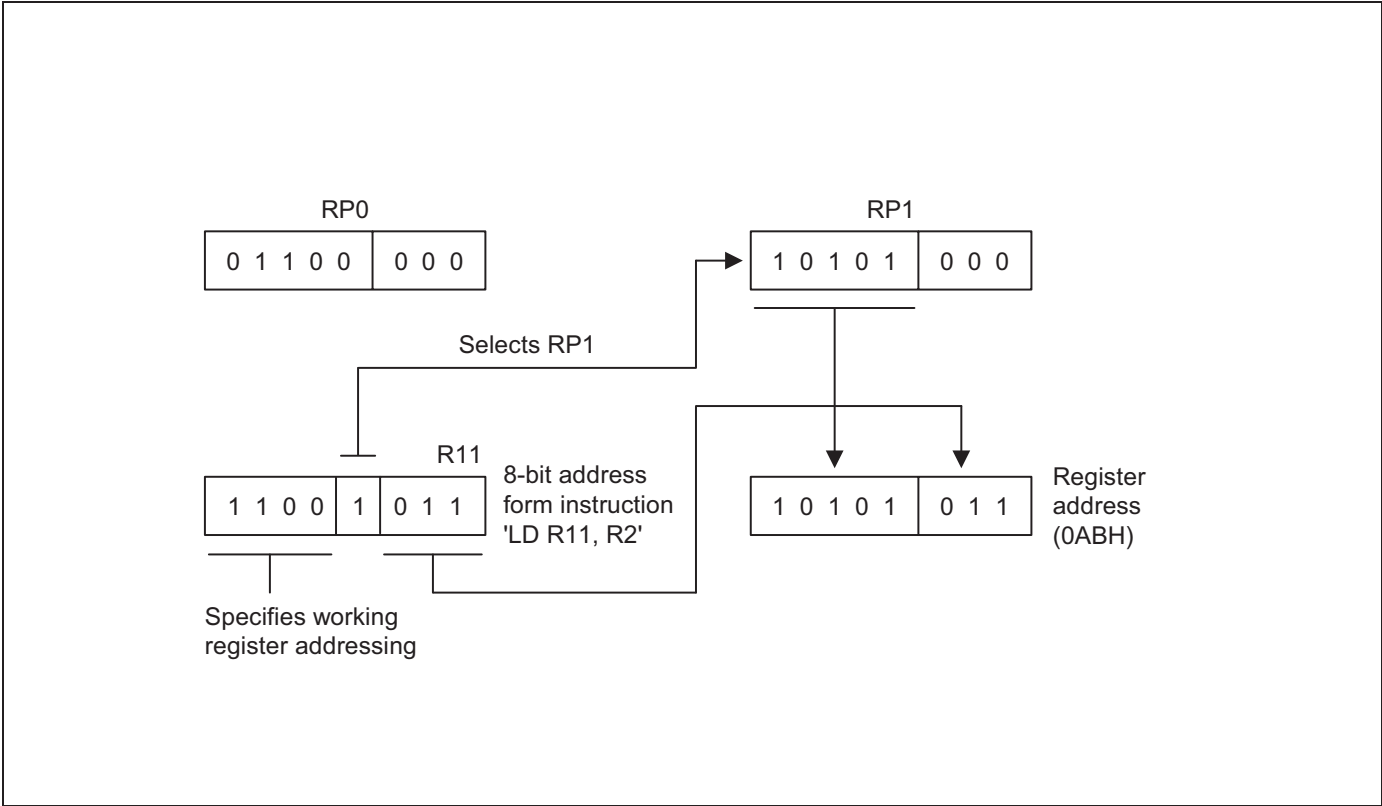 RP0
0 1 1 0 0 0 0 0
RP1
1 0 1 0 1 0 0 0
Selects RP1
R11
1 1 0 0 1 0 1 1
8-bit address
form instruction
'LD R11, R2'
1 0 1 0 1 0 1 1
Register
address
(0ABH)
Specifies working
register addressing